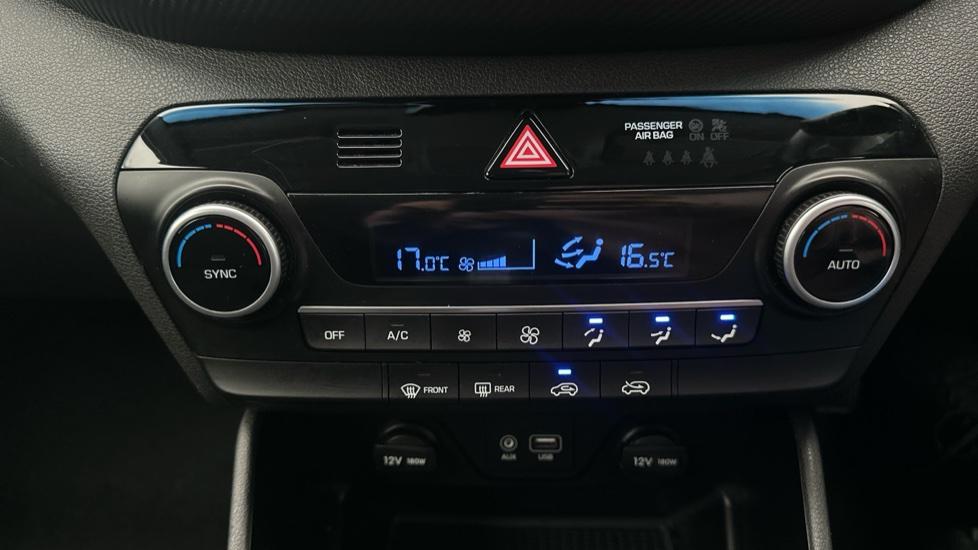 PASSENGER
AIR BAG ON OFF
17.0°C 16.5°C
SYNC AUTO
OFF A/C
FRONT REAR
AUX USB
12V 180W 12V 180W